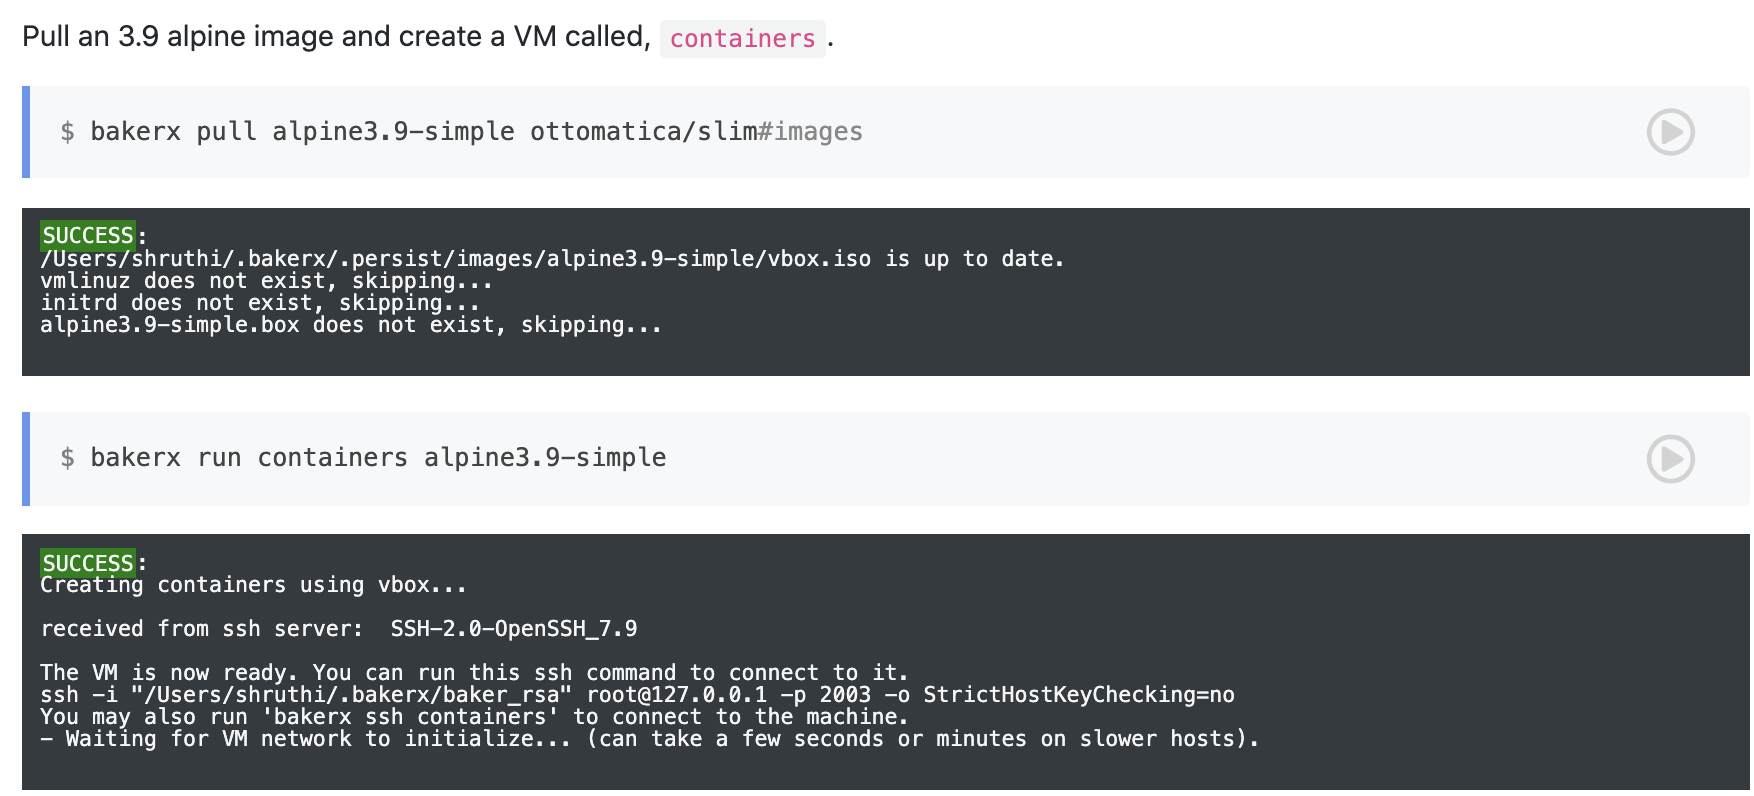 Pull an 3.9 alpine image and create a VM called, containers .
$ bakerx pull alpine3.9-simple ottomatica/slim#images
SUCCESS:
/Users/shruthi/.bakerx/.persist/images/alpine3.9-simple/vbox.iso is up to date.
vmlinuz does not exist, skipping...
initrd does not exist, skipping...
alpine3.9-simple.box does not exist, skipping...
$ bakerx run containers alpine3.9-simple
SUCCESS:
Creating containers using vbox...
received from ssh server:  SSH-2.0-OpenSSH_7.9
The VM is now ready. You can run this ssh command to connect to it.
ssh -i "/Users/shruthi/.bakerx/baker_rsa" root@127.0.0.1 -p 2003 -o StrictHostKeyChecking=no
You may also run 'bakerx ssh containers' to connect to the machine.
- Waiting for VM network to initialize... (can take a few seconds or minutes on slower hosts).